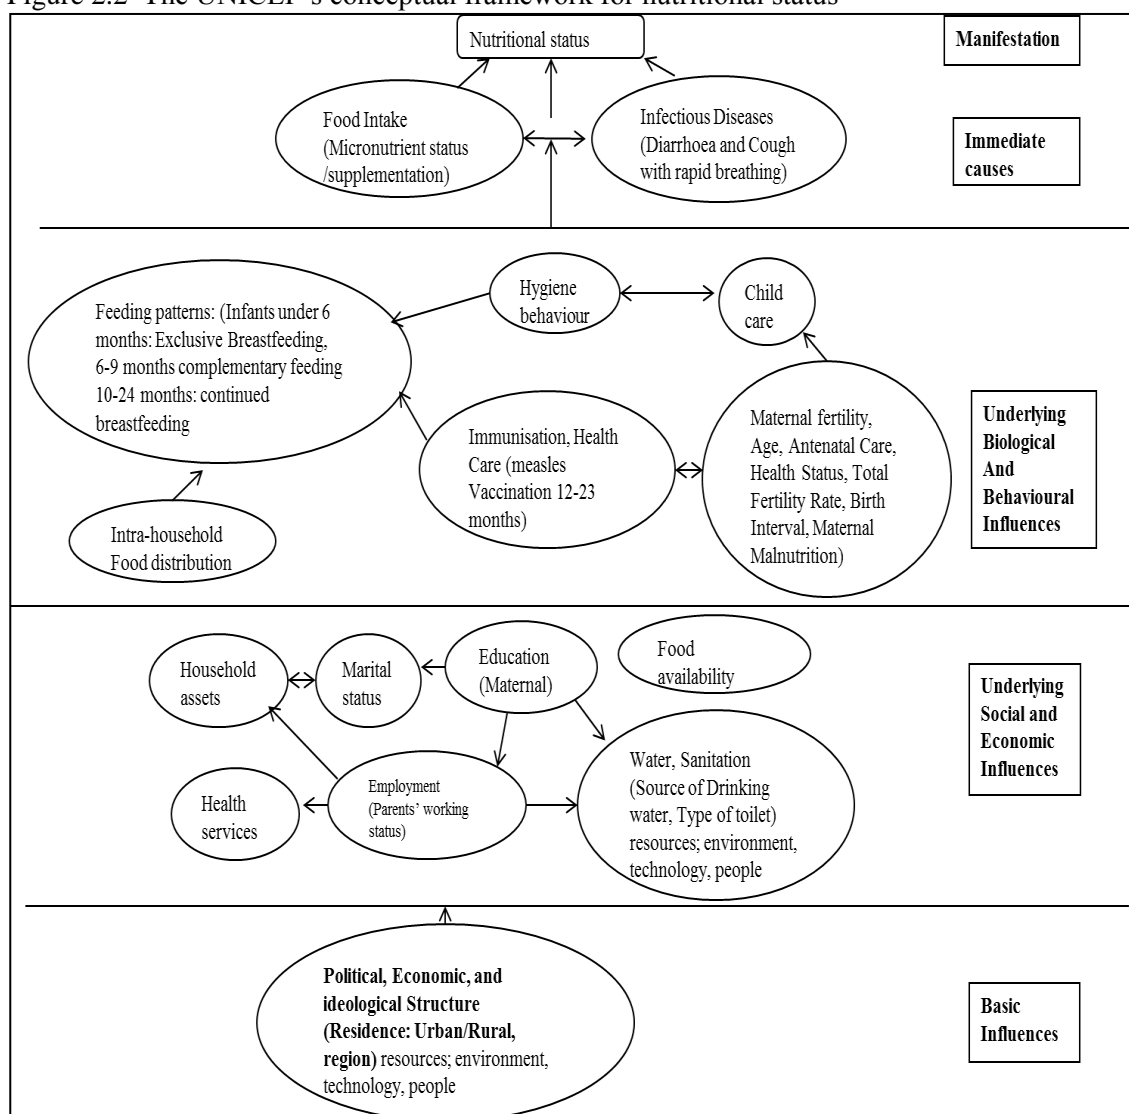 Figure 2.2 The UNICEF's conceptual framework for nutritional status
Nutritional status
Manifestation
Food Intake
(Micronutrient status
/supplementation)
Infectious Diseases
(Diarrhoea and Cough
with rapid breathing)
Immediate
causes
Feeding patterns: (Infants under 6
months: Exclusive Breastfeeding,
6-9 months complementary feeding
10-24 months: continued
breastfeeding
Hygiene
behaviour
Child
care
Immunisation, Health
Care (measles
Vaccination 12-23
months)
Maternal fertility,
Age, Antenatal Care,
Health Status, Total
Fertility Rate, Birth
Interval, Maternal
Malnutrition)
Underlying
Biological
And
Behavioural
Influences
Intra-household
Food distribution
Household
assets
Marital
status
Education
(Maternal)
Food
availability
Underlying
Social and
Economic
Influences
Health
services
Employment
(Parents' working
status)
Water, Sanitation
(Source of Drinking
water, Type of toilet)
resources; environment,
technology, people
Political, Economic, and
ideological Structure
(Residence: Urban/Rural,
region) resources; environment,
technology, people
Basic
Influences